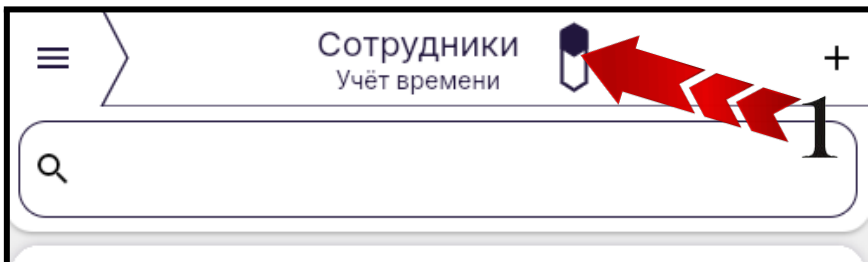 Сотрудники
Учёт времени
1